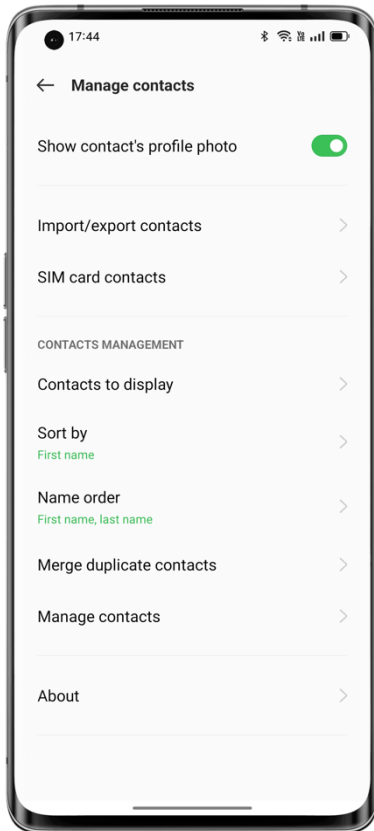 17:44
Manage contacts
Show contact's profile photo
Import/export contacts
SIM card contacts
CONTACTS MANAGEMENT
Contacts to display
Sort by
First name
Name order
First name, last name
Merge duplicate contacts
Manage contacts
About